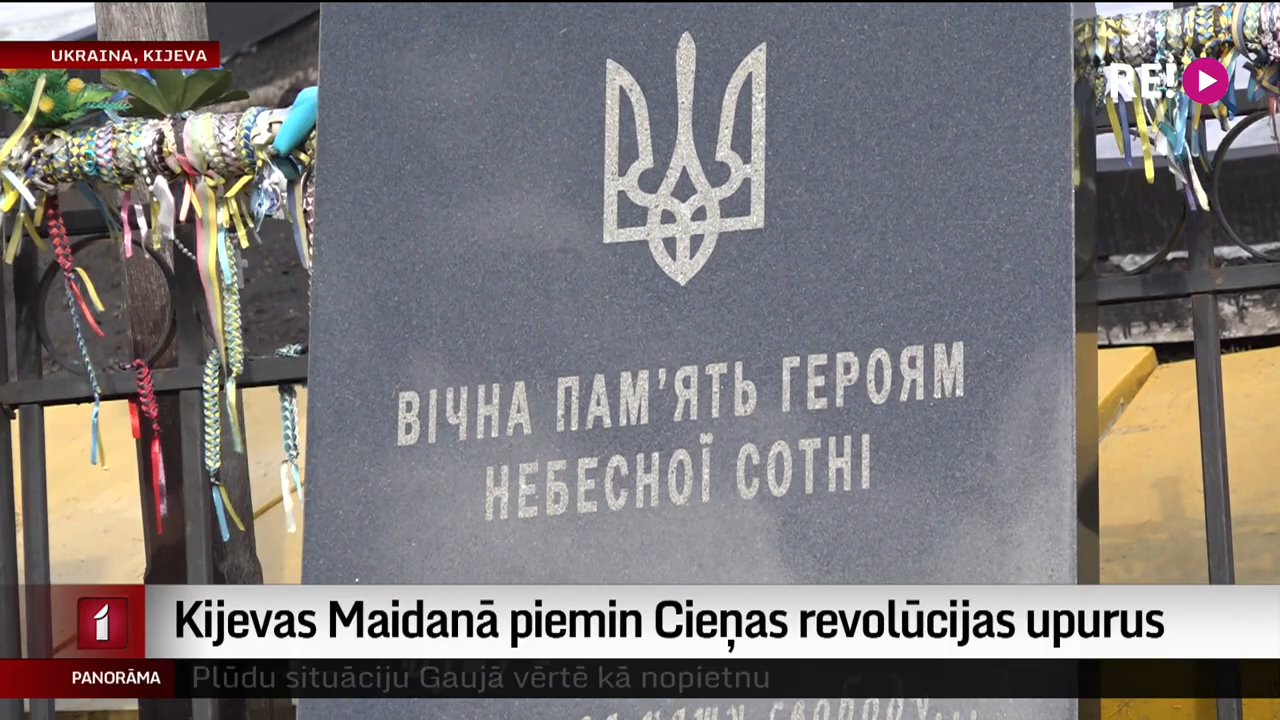 UKRAINA, KIJEVA
RE!
ВІЧНА ПАМ'ЯТЬ ГЕРОЯМ
НЕБЕСНОЇ СОТНІ
Kijevas Maidanā piemin Cieņas revolūcijas upurus
1
PANORĀMA
Plūdu situāciju Gaujā vērtē kā nopietnu